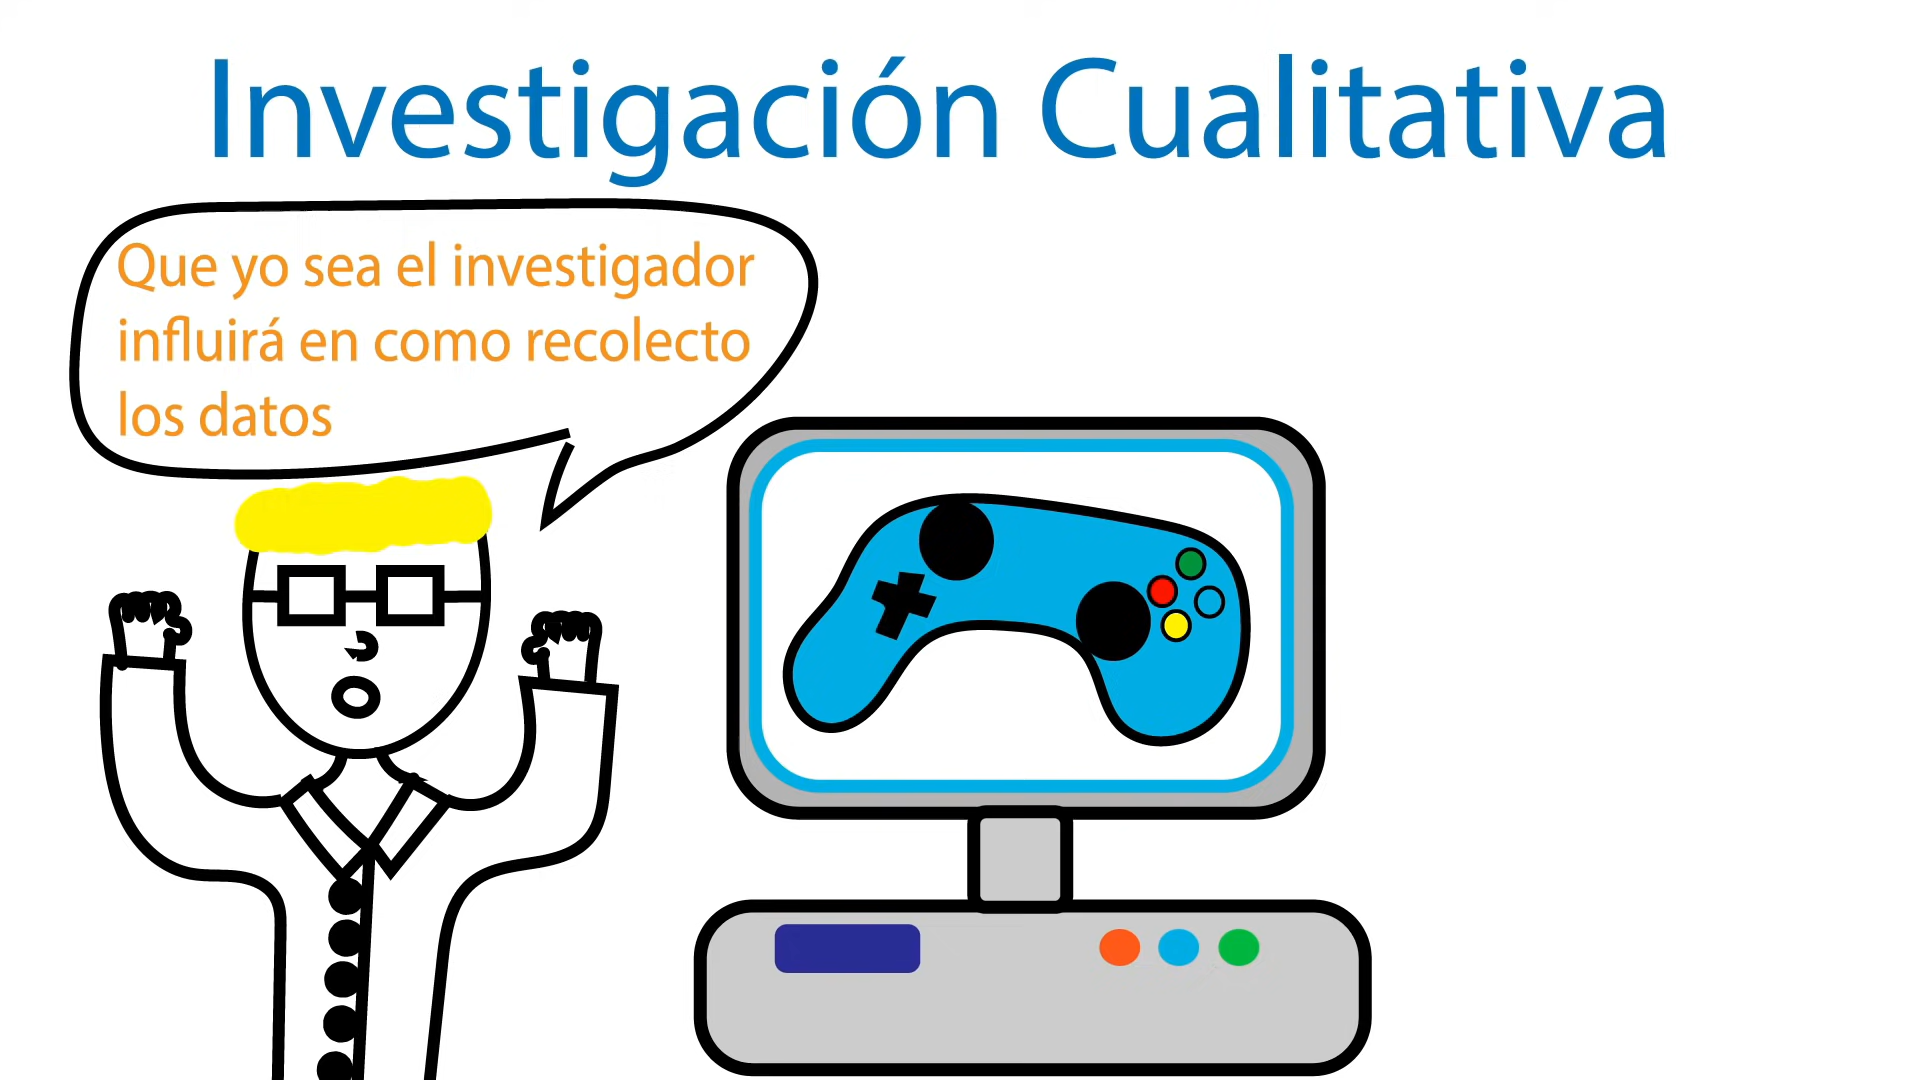 Investigación Cualitativa
Que yo sea el investigador
influirá en como recolecto
los datos